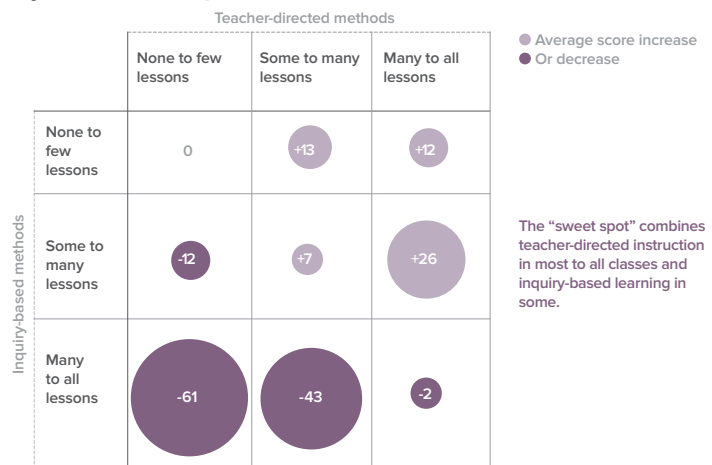 Teacher-directed methods
None to few
lessons
Some to many
lessons
Many to all
lessons
Average score increase
Or decrease
Inquiry-based methods
None to
few
lessons
0
+13
+12
Some to
many
lessons
-12
+7
+26
The “sweet spot” combines
teacher-directed instruction
in most to all classes and
inquiry-based learning in
some.
Many
to all
lessons
-61
-43
-2